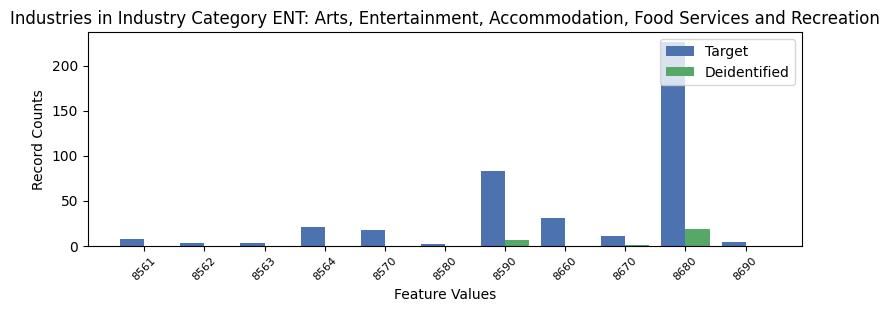 Industries in Industry Category ENT: Arts, Entertainment, Accommodation, Food Services and Recreation
Target
Deidentified
Record Counts
200
150
100
50
0
8561 8562 8563 8564 8570 8580 8590 8660 8670 8680 8690
Feature Values